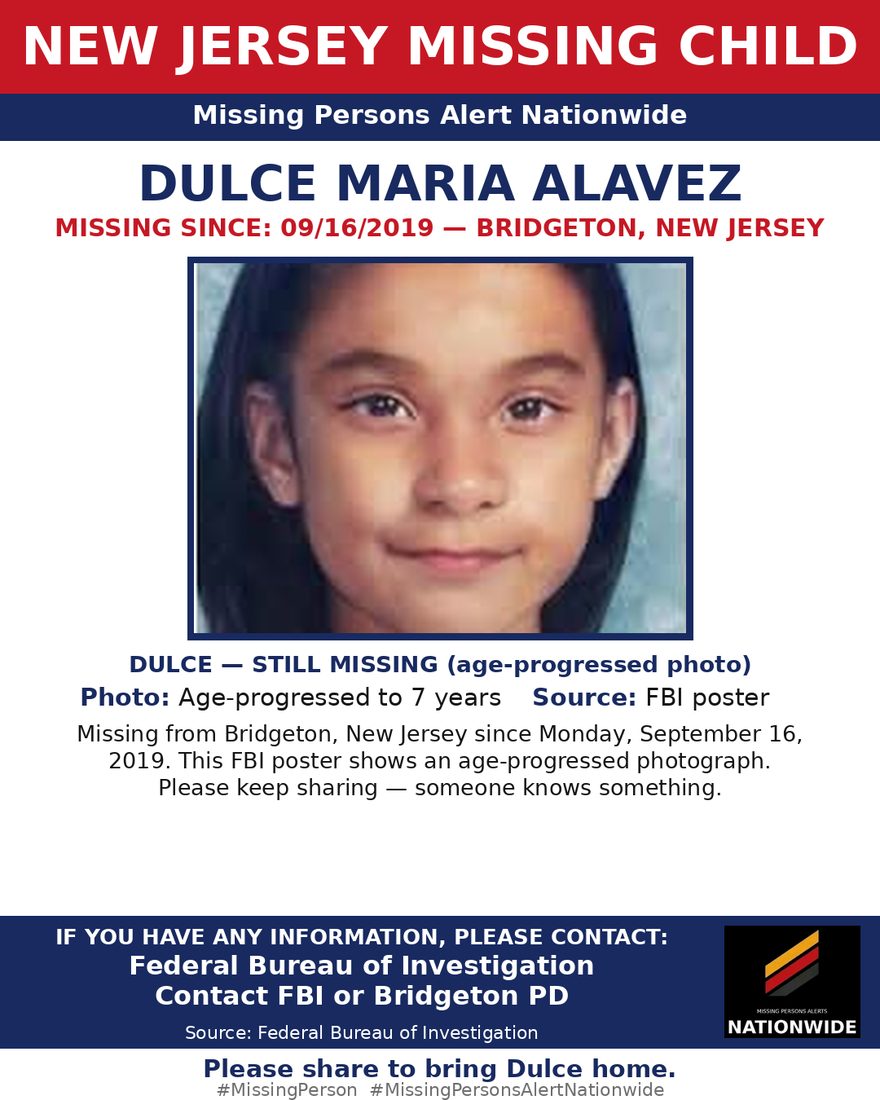 NEW JERSEY MISSING CHILD
Missing Persons Alert Nationwide
DULCE MARIA ALAVEZ
MISSING SINCE: 09/16/2019 — BRIDGETON, NEW JERSEY
DULCE — STILL MISSING (age-progressed photo)
Photo: Age-progressed to 7 years Source: FBI poster
Missing from Bridgeton, New Jersey since Monday, September 16,
2019. This FBI poster shows an age-progressed photograph.
Please keep sharing — someone knows something.
IF YOU HAVE ANY INFORMATION, PLEASE CONTACT:
Federal Bureau of Investigation
Contact FBI or Bridgeton PD
Source: Federal Bureau of Investigation
MISSING PERSONS ALERTS
NATIONWIDE
Please share to bring Dulce home.
#MissingPerson #MissingPersonsAlertNationwide